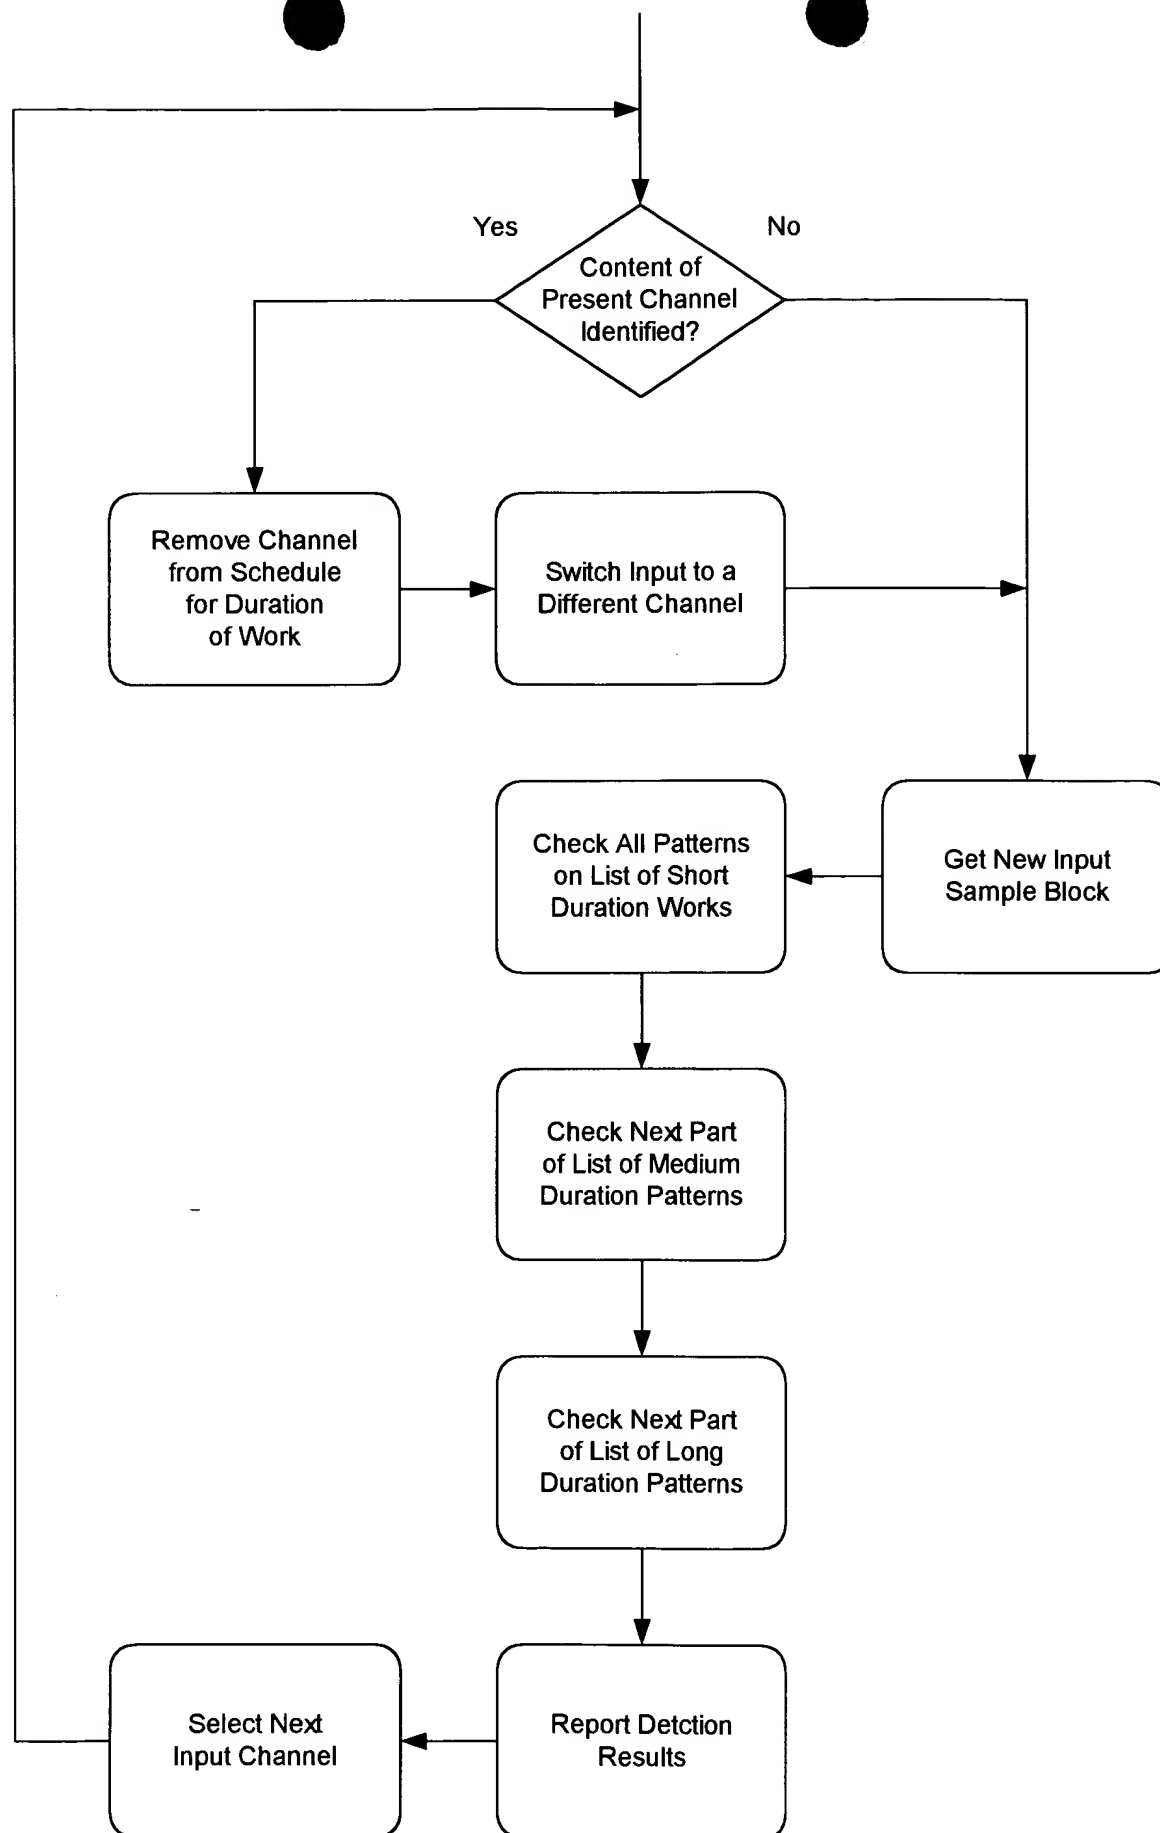 Yes
No
Content of
Present Channel
Identified?
Remove Channel
from Schedule
for Duration
of Work
Switch Input to a
Different Channel
Check All Patterns
on List of Short
Duration Works
Get New Input
Sample Block
Check Next Part
of List of Medium
Duration Patterns
Check Next Part
of List of Long
Duration Patterns
Select Next
Input Channel
Report Detction
Results